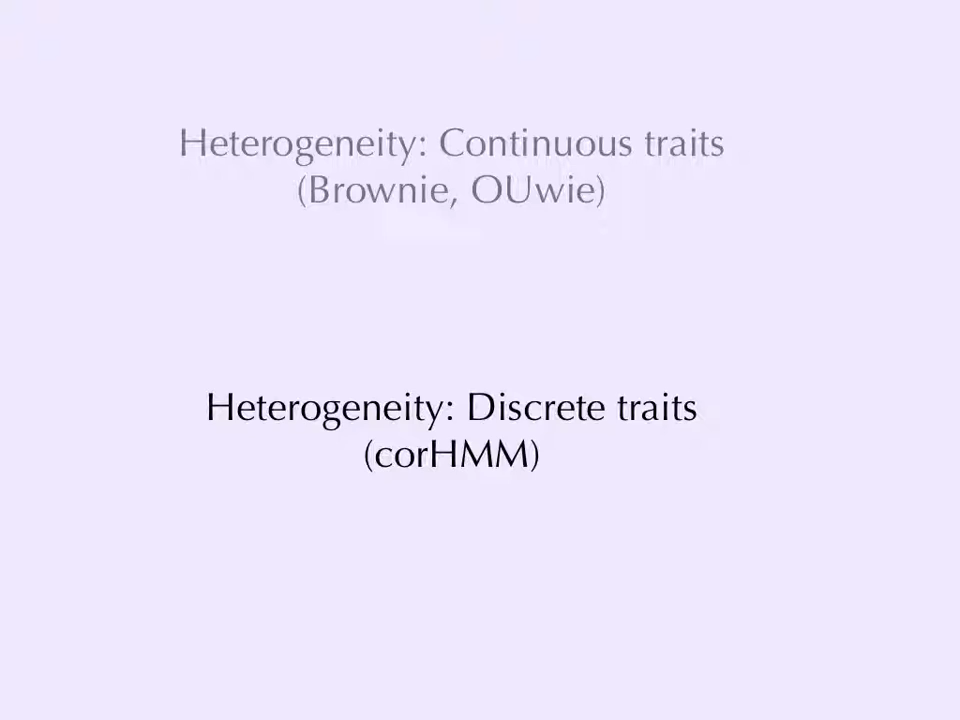 Heterogeneity: Continuous traits
(Brownie, OUwie)
Heterogeneity: Discrete traits
(corHMM)